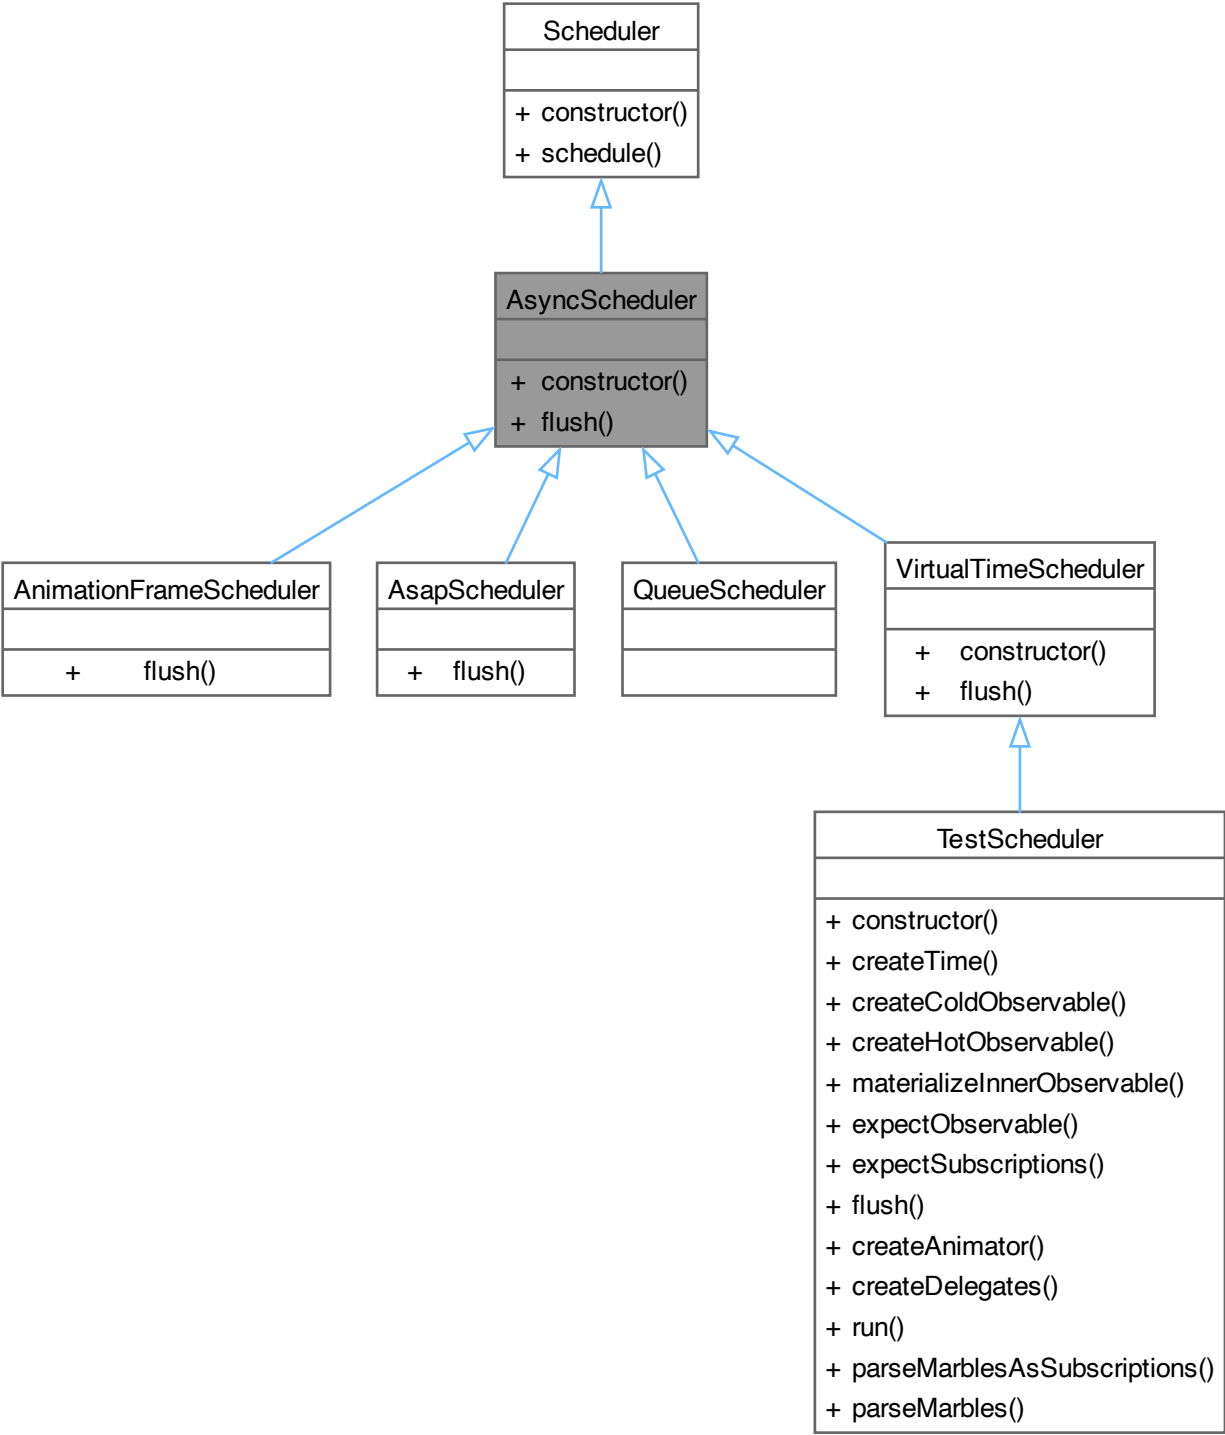 Scheduler
+ constructor()
+ schedule()
AsyncScheduler
+ constructor()
+ flush()
AnimationFrameScheduler
+ flush()
AsapScheduler
+ flush()
QueueScheduler
VirtualTimeScheduler
+ constructor()
+ flush()
TestScheduler
+ constructor()
+ createTime()
+ createColdObservable()
+ createHotObservable()
+ materializeInnerObservable()
+ expectObservable()
+ expectSubscriptions()
+ flush()
+ createAnimator()
+ createDelegates()
+ run()
+ parseMarblesAsSubscriptions()
+ parseMarbles()